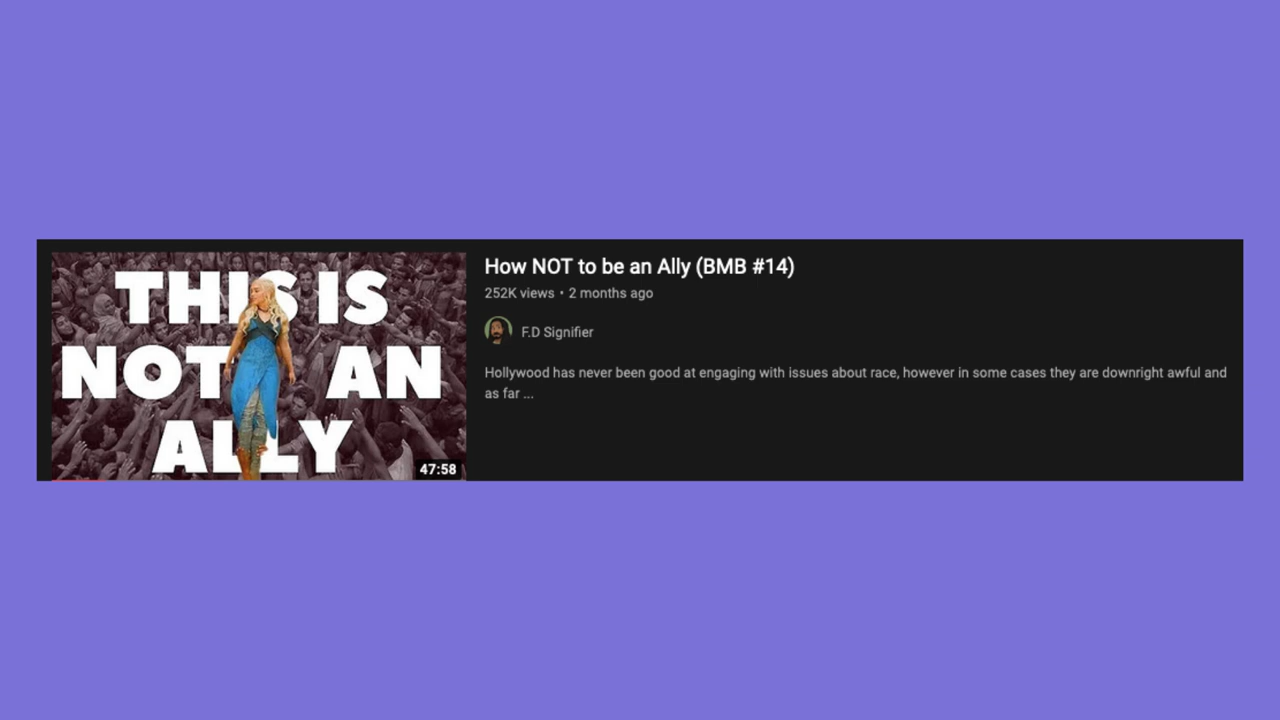 THIS IS
NOT AN
ALLY
47:58
How NOT to be an Ally (BMB #14)
252K views • 2 months ago
F.D Signifier
Hollywood has never been good at engaging with issues about race, however in some cases they are downright awful and
as far ...